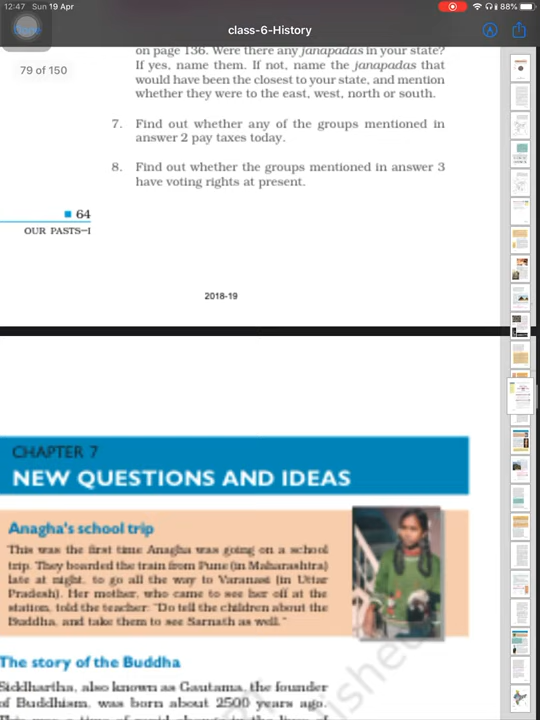 12:47 Sun 19 Apr
88%
class-6-History
79 of 150
on page 136. Were there any janapadas in your state?
If yes, name them. If not, name the janapadas that
would have been the closest to your state, and mention
whether they were to the east, west, north or south.
7. Find out whether any of the groups mentioned in
answer 2 pay taxes today.
8. Find out whether the groups mentioned in answer 3
have voting rights at present.
64
OUR PASTS—I
2018-19
CHAPTER 7
NEW QUESTIONS AND IDEAS
Anagha's school trip
This was the first time Anagha was going on a school
trip. They boarded the train from Pune (in Maharashtra)
late at night, to go all the way to Varanasi (in Uttar
Pradesh). Her mother, who came to see her off at the
station, told the teacher: "Do tell the children about the
Buddha, and take them to see Sarnath as well."
The story of the Buddha
Siddhartha, also known as Gautama, the founder
of Buddhism, was born about 2500 years ago.